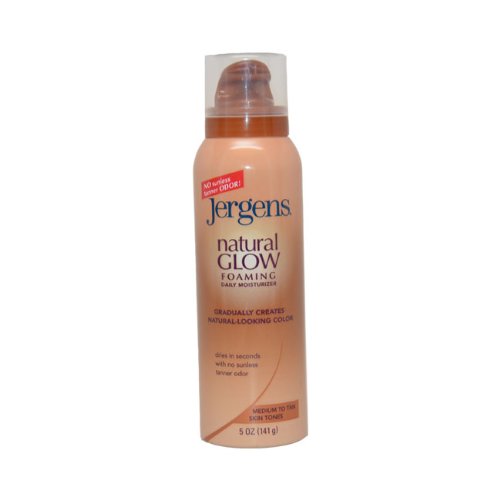 NO sunless
tanner ODOR!
Jergens.
natural
GLOW
FOAMING
DAILY MOISTURIZER
GRADUALLY CREATES
NATURAL-LOOKING COLOR
dries in seconds
with no sunless
tanner odor
MEDIUM TO TAN
SKIN TONES
5 OZ (141 g)